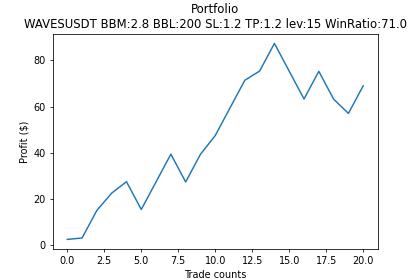 Portfolio
WAVESUSDT BBM:2.8 BBL:200 SL:1.2 TP:1.2 lev:15 WinRatio:71.0
80
60
40
20
0
Profit ($)
0.0 2.5 5.0 7.5 10.0 12.5 15.0 17.5 20.0
Trade counts